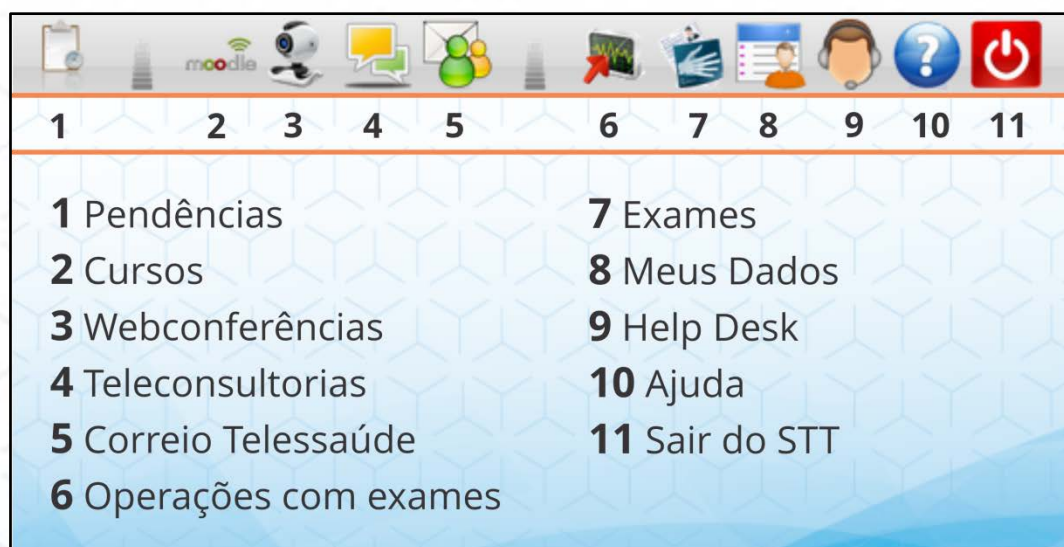 moodle
1 2 3 4 5 6 7 8 9 10 11
1 Pendências
2 Cursos
3 Webconferências
4 Teleconsultorias
5 Correio Telessaúde
6 Operações com exames
7 Exames
8 Meus Dados
9 Help Desk
10 Ajuda
11 Sair do STT